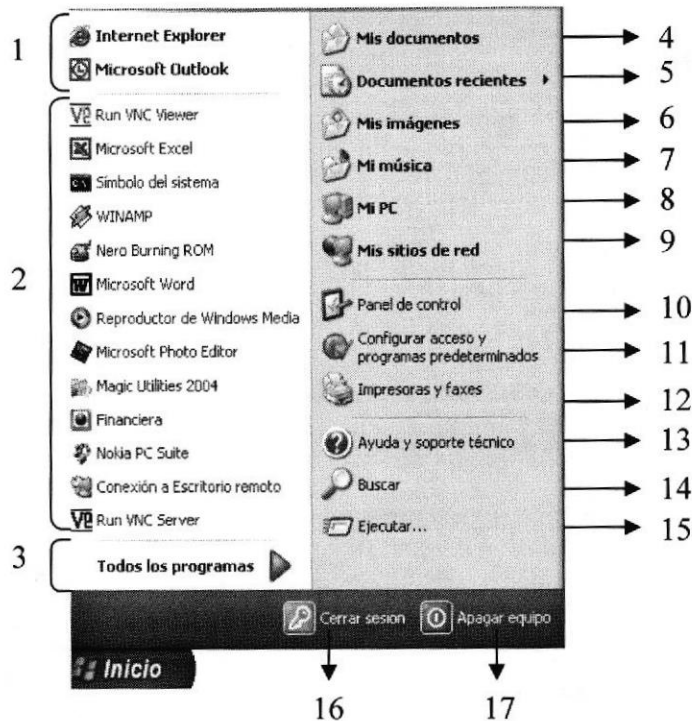 1
Internet Explorer
Microsoft Outlook
2
Run VNC Viewer
Microsoft Excel
Símbolo del sistema
WINAMP
Nero Burning ROM
Microsoft Word
Reproductor de Windows Media
Microsoft Photo Editor
Magic Utilities 2004
Financiera
Nokia PC Suite
Conexión a Escritorio remoto
Run VNC Server
3
Todos los programas
Mis documentos 4
Documentos recientes 5
Mis imágenes 6
Mi música 7
Mi PC 8
Mis sitios de red 9
Panel de control 10
Configurar acceso y
programas predeterminados 11
Impresoras y faxes 12
Ayuda y soporte técnico 13
Buscar 14
Ejecutar... 15
Cerrar sesion Apagar equipo
Inicio
16 17